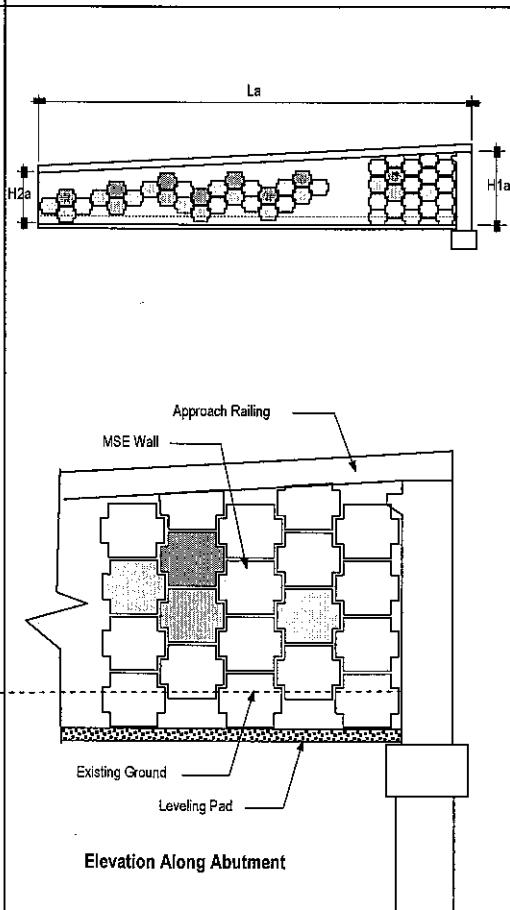 La
H2a
H1a
Approach Railing
MSE Wall
Existing Ground
Leveling Pad
Elevation Along Abutment